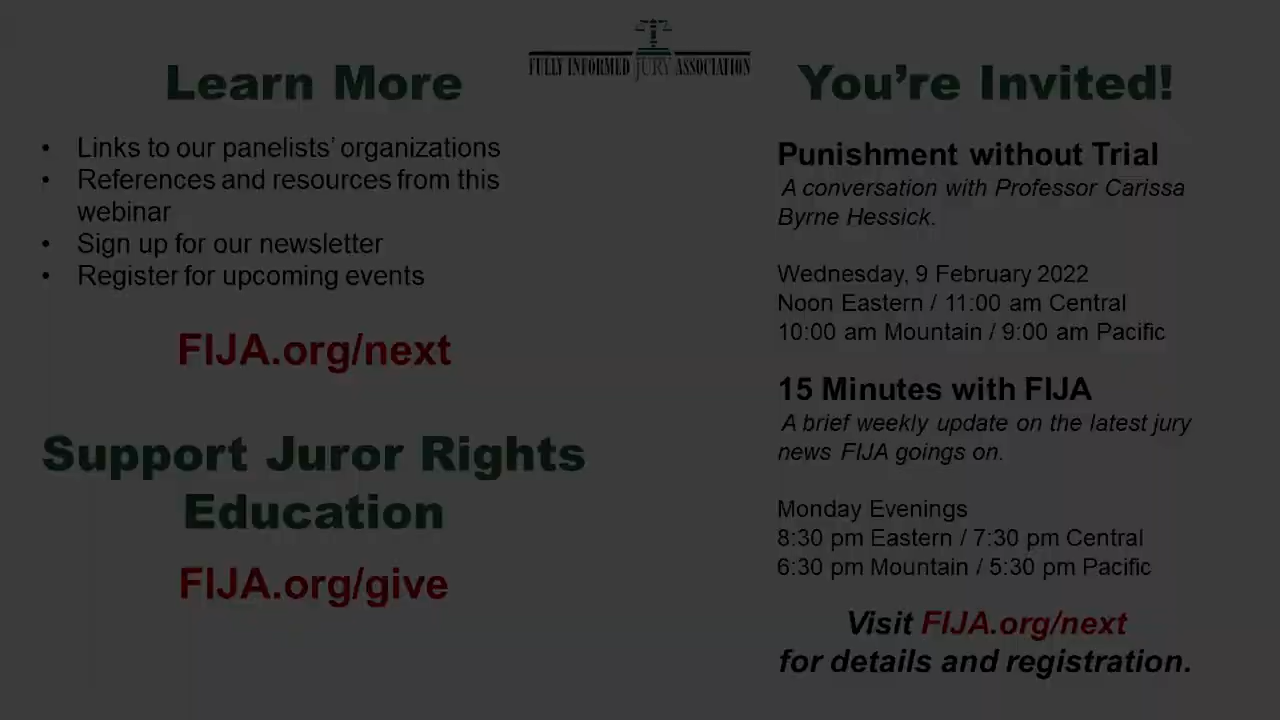 FULLY INFORMED JURY ASSOCIATION
Learn More
• Links to our panelists’ organizations
• References and resources from this
webinar
• Sign up for our newsletter
• Register for upcoming events
FIJA.org/next
Support Juror Rights
Education
FIJA.org/give
You’re Invited!
Punishment without Trial
A conversation with Professor Carissa
Byrne Hessick.
Wednesday, 9 February 2022
Noon Eastern / 11:00 am Central
10:00 am Mountain / 9:00 am Pacific
15 Minutes with FIJA
A brief weekly update on the latest jury
news FIJA goings on.
Monday Evenings
8:30 pm Eastern / 7:30 pm Central
6:30 pm Mountain / 5:30 pm Pacific
Visit FIJA.org/next
for details and registration.